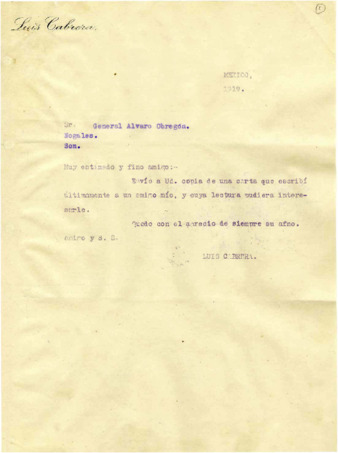 Luis Cabrera.
MEXICO,
1919.
Dr. General Alvaro Obregón.
Nogales.
Son.
Muy estimado y fino amigo:-
Envío a Ud. copia de una carta que escribí
últimamente a un amigo mío, y cuya lectura pudiera intere-
sarle.
Quedo con el aprecio de siempre su afmo.
amigo y s. S.
LUIS CABRERA.